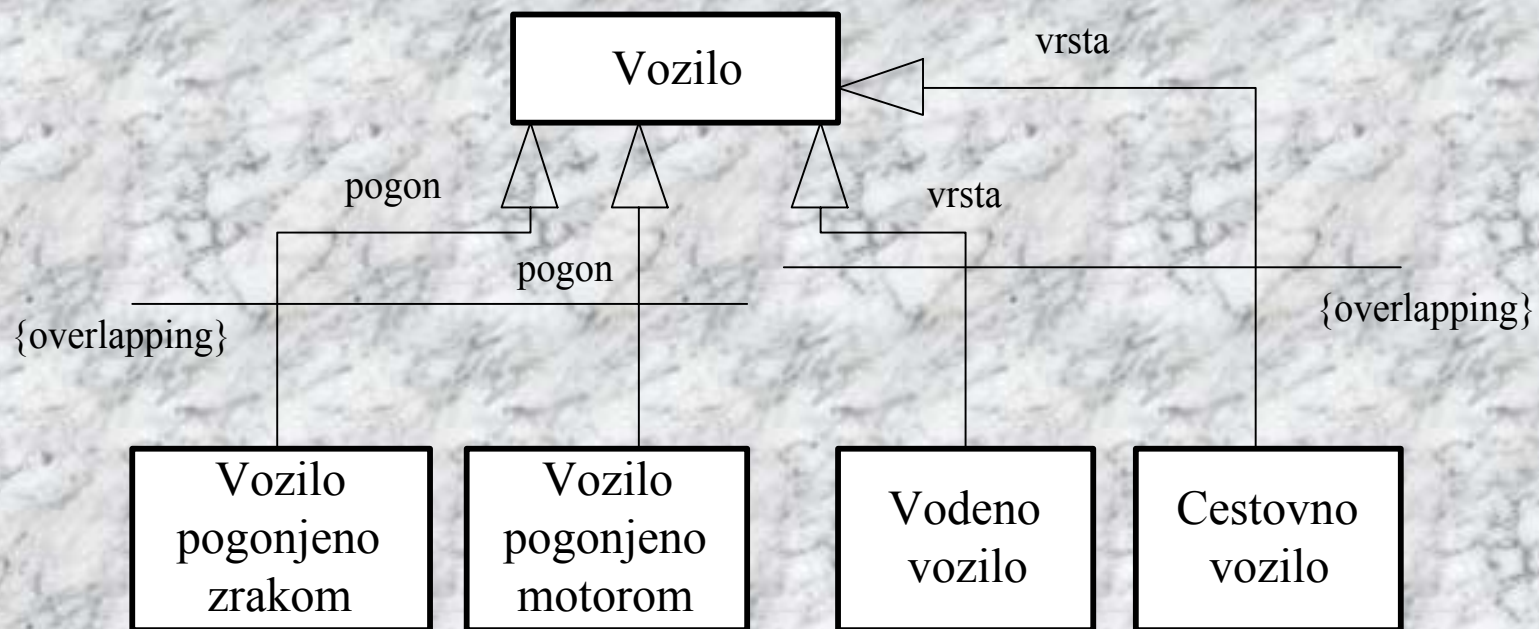 Vozilo
vrsta
pogon
vrsta
pogon
{overlapping}
{overlapping}
Vozilo
pogonjeno
zrakom
Vozilo
pogonjeno
motorom
Vodeno
vozilo
Cestovno
vozilo